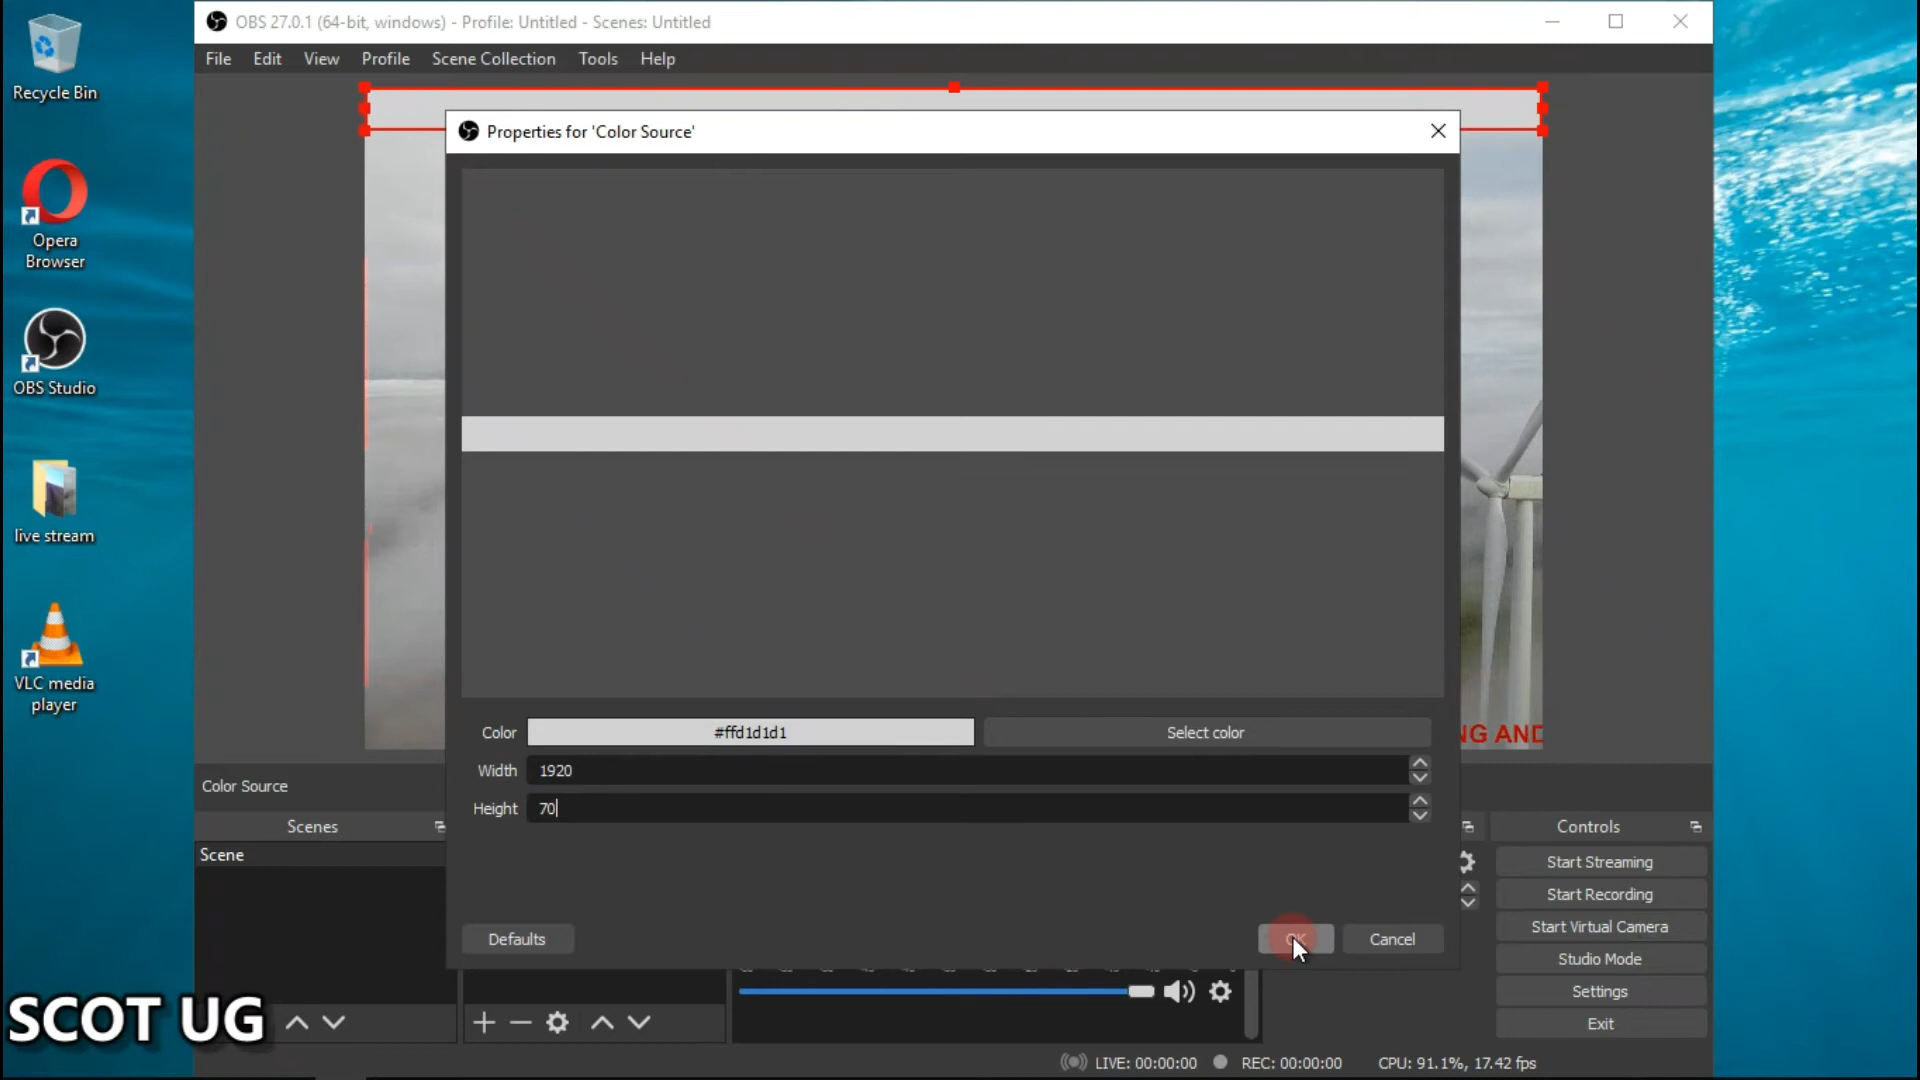 OBS 27.0.1 (64-bit, windows) - Profile: Untitled - Scenes: Untitled
File Edit View Profile Scene Collection Tools Help
Recycle Bin
Properties for 'Color Source'
Opera
Browser
OBS Studio
live stream
VLC media
player
Color #ffd1d1d1 Select color
NG AND
Width 1920
Color Source
Height 70
Scenes Controls
Scene
Start Streaming
Start Recording
Start Virtual Camera
Defaults OK Cancel
Studio Mode
Settings
SCOT UG
Exit
LIVE: 00:00:00 REC: 00:00:00 CPU: 91.1%, 17.42 fps